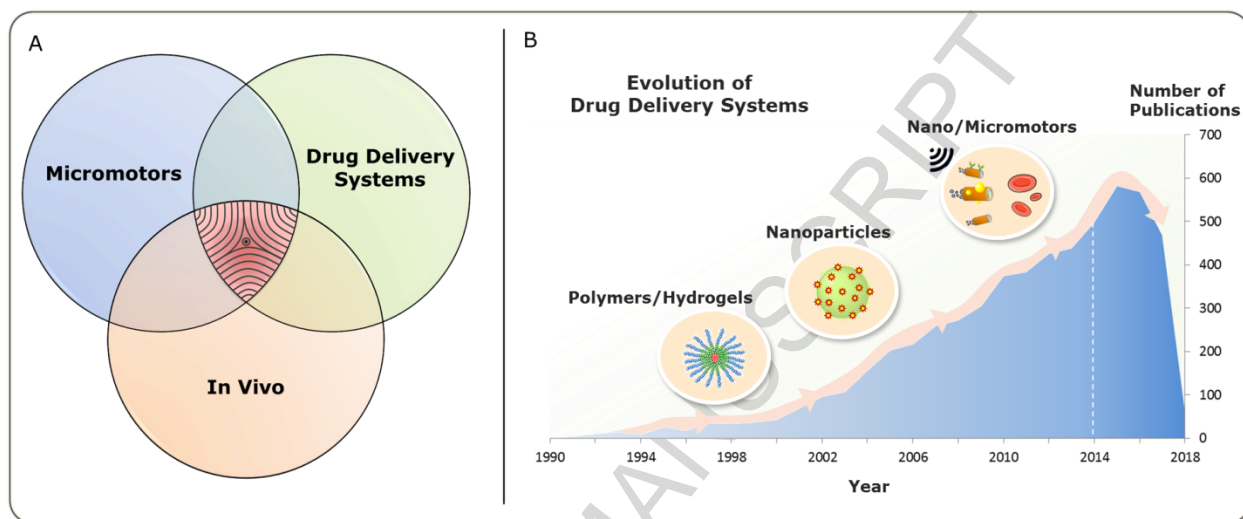 A
Micromotors
Drug Delivery
Systems
In Vivo
B
Evolution of
Drug Delivery Systems
Number of
Publications
Nano/Micromotors
Nanoparticles
Polymers/Hydrogels
700
600
500
400
300
200
100
0
1990
1994
1998
2002
2006
2010
2014
2018
Year
MANUSCRIPT